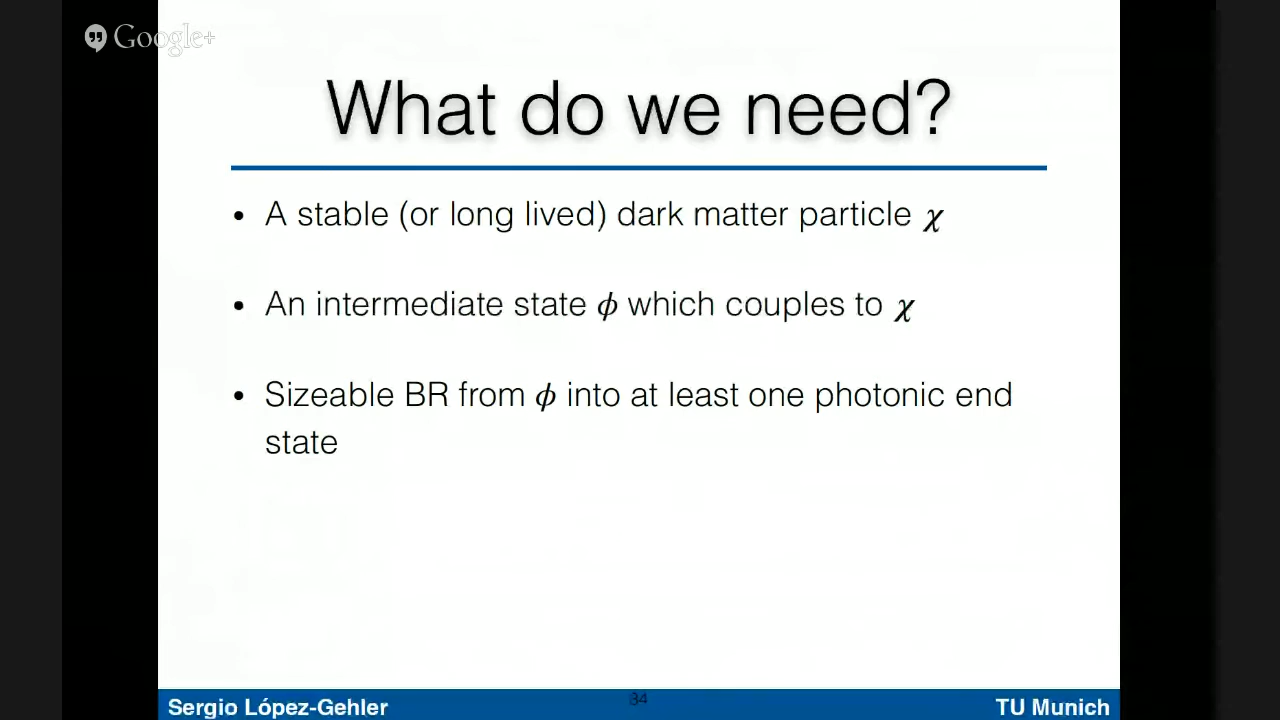 Google+
What do we need?
• A stable (or long lived) dark matter particle χ
• An intermediate state ϕ which couples to χ
• Sizeable BR from ϕ into at least one photonic end
state
Sergio López-Gehler
34
TU Munich